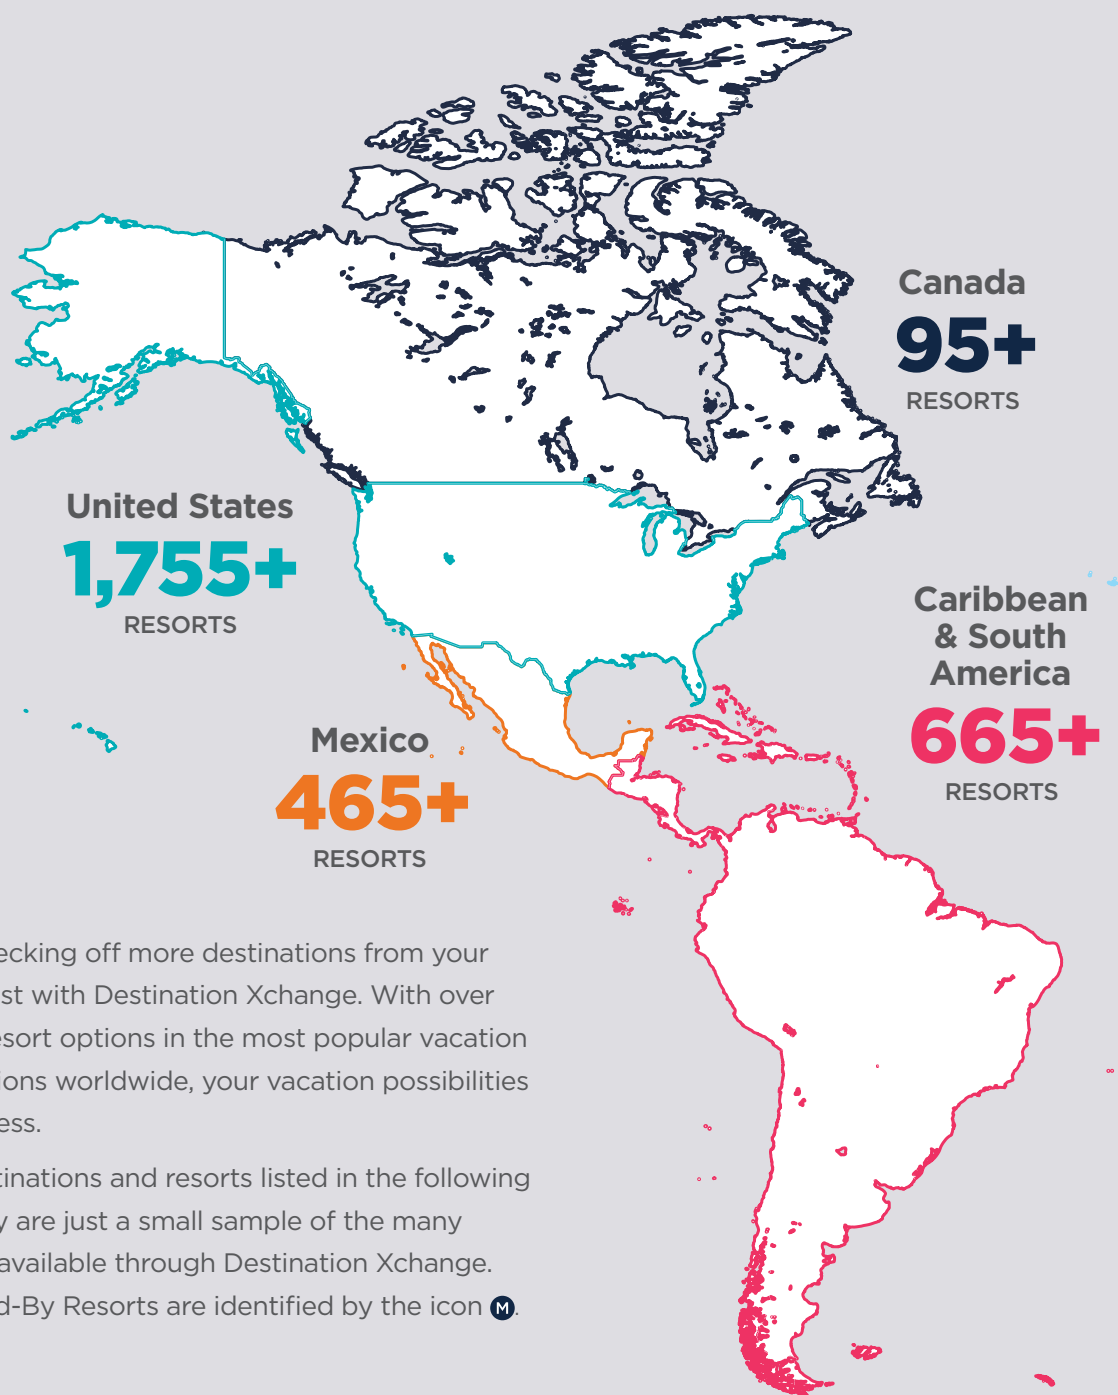 Canada
95+
RESORTS
United States
1,755+
RESORTS
Caribbean
& South
America
665+
RESORTS
Mexico
465+
RESORTS
ecking off more destinations from your
st with Destination Xchange. With over
esort options in the most popular vacation
ions worldwide, your vacation possibilities
ess.
tinations and resorts listed in the following
y are just a small sample of the many
available through Destination Xchange.
d-By Resorts are identified by the icon M.